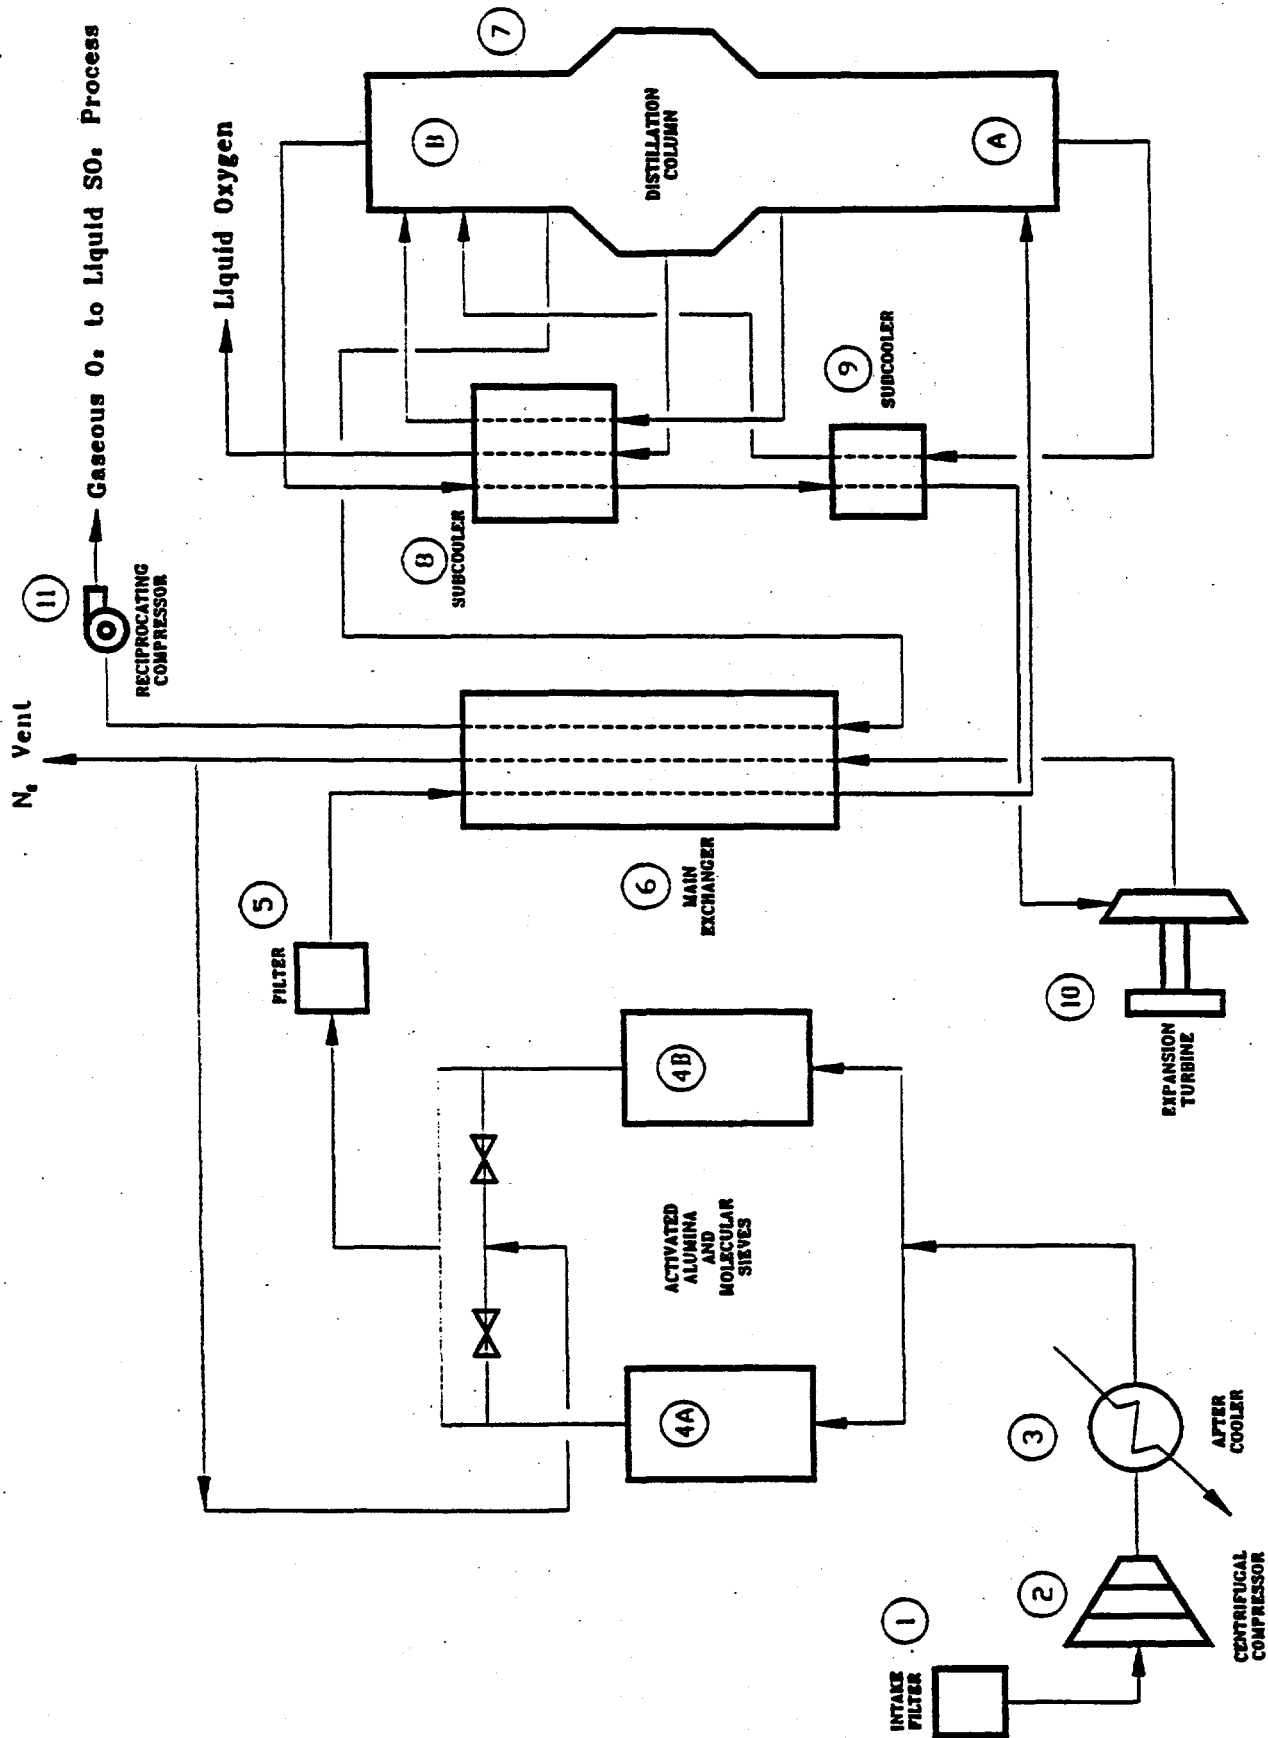 N₂ Vent
11
RECIPROCATING
COMPRESSOR
Gaseous O₂ to Liquid SO₂ Process
Liquid Oxygen
7
B
DISTILLATION
COLUMN
A
8
SUBCOOLER
9
SUBCOOLER
5
FILTER
6
MAIN
EXCHANGER
4A
4B
ACTIVATED
ALUMINA
AND
MOLECULAR
SIEVES
10
EXPANSION
TURBINE
1
INTAKE
FILTER
2
CENTRIFUCAL
COMPRESSOR
3
AFTER
COOLER